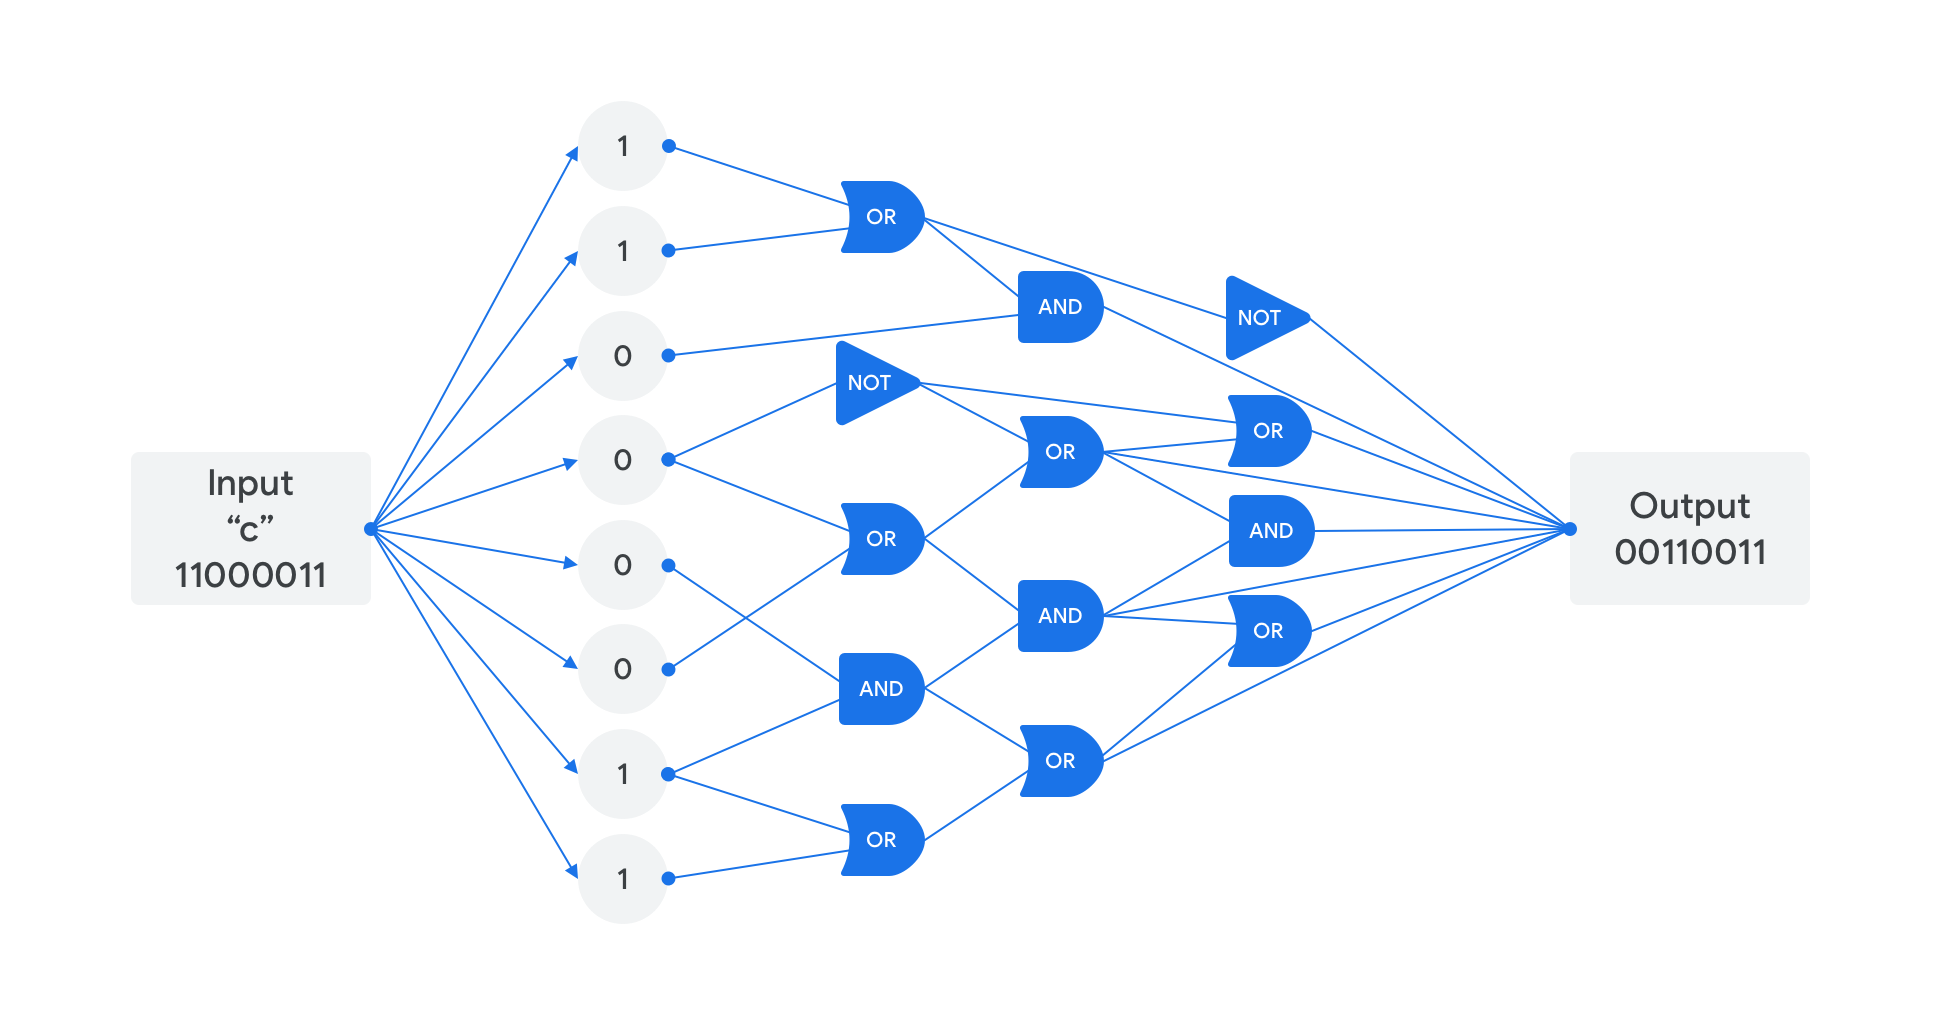 Input
“c”
11000011
1
1
0
0
0
0
1
1
OR
NOT
OR
AND
OR
AND
OR
AND
OR
NOT
OR
AND
OR
Output
00110011